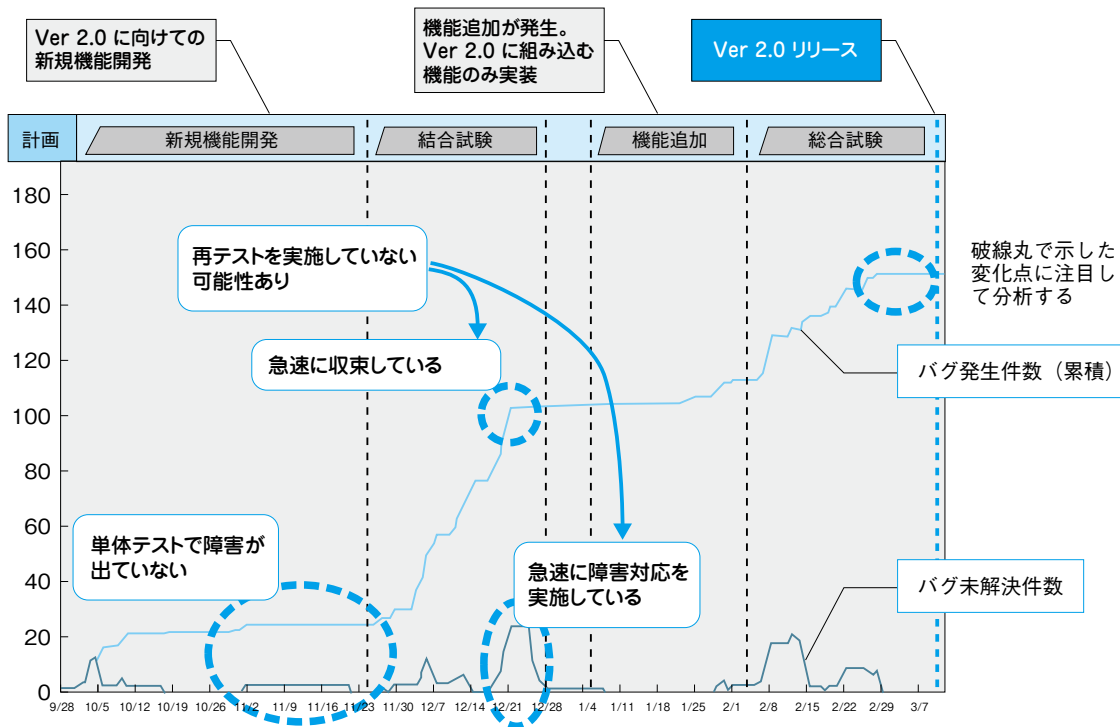 Ver 2.0 に向けての
新規機能開発
機能追加が発生。
Ver 2.0 に組み込む
機能のみ実装
Ver 2.0 リリース
計画
新規機能開発
結合試験
機能追加
総合試験
180
160
140
120
100
80
60
40
20
0
再テストを実施していない
可能性あり
急速に収束している
単体テストで障害が
出ていない
急速に障害対応を
実施している
破線丸で示した
変化点に注目し
て分析する
バグ発生件数（累積）
バグ未解決件数
9/28
10/5
10/12
10/19
10/26
11/2
11/9
11/16
11/23
11/30
12/7
12/14
12/21
12/28
1/4
1/11
1/18
1/25
2/1
2/8
2/15
2/22
2/29
3/7